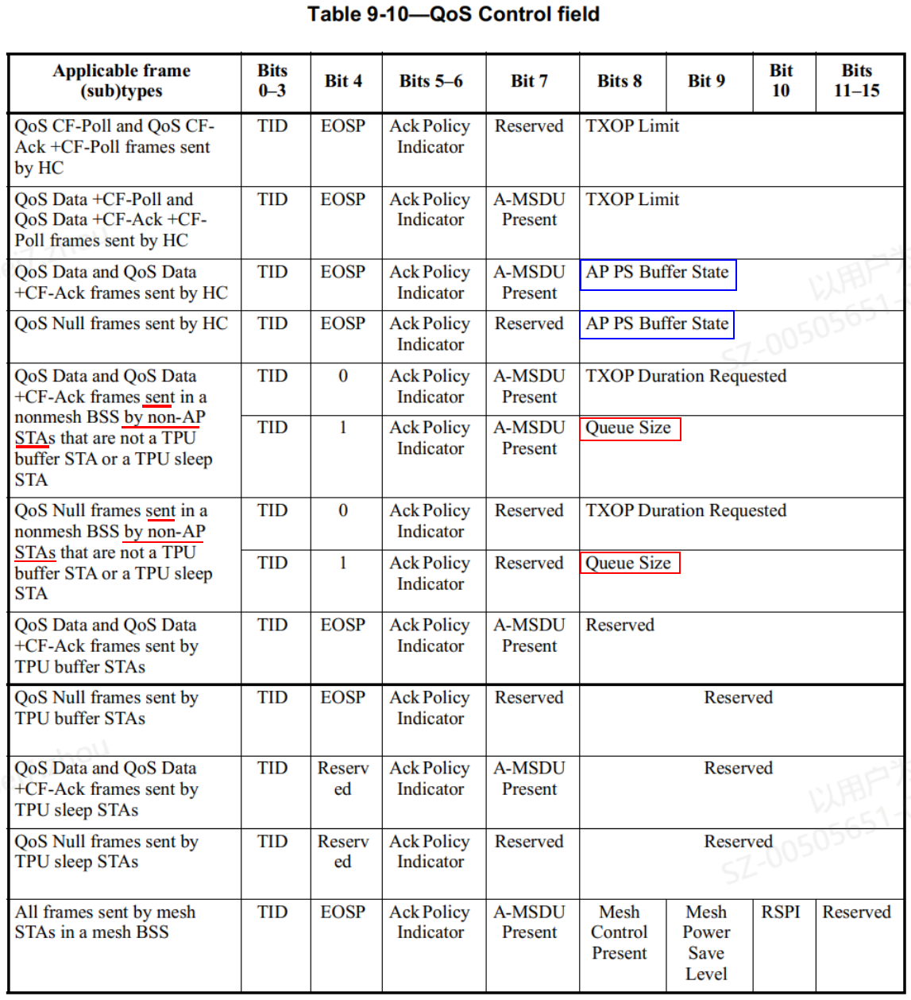 Table 9-10—QoS Control field
Applicable frame
(sub)types
Bits
0–3
Bit 4
Bits 5–6
Bit 7
Bits 8
Bit 9
Bit
10
Bits
11–15
QoS CF-Poll and QoS CF-
Ack +CF-Poll frames sent
by HC
TID
EOSP
Ack Policy
Indicator
Reserved
TXOP Limit
QoS Data +CF-Poll and
QoS Data +CF-Ack +CF-
Poll frames sent by HC
TID
EOSP
Ack Policy
Indicator
A-MSDU
Present
TXOP Limit
QoS Data and QoS Data
+CF-Ack frames sent by HC
TID
EOSP
Ack Policy
Indicator
A-MSDU
Present
AP PS Buffer State
QoS Null frames sent by HC
TID
EOSP
Ack Policy
Indicator
Reserved
AP PS Buffer State
QoS Data and QoS Data
+CF-Ack frames sent in a
nonmesh BSS by non-AP
STAs that are not a TPU
buffer STA or a TPU sleep
STA
TID
0
Ack Policy
Indicator
A-MSDU
Present
TXOP Duration Requested
TID
1
Ack Policy
Indicator
A-MSDU
Present
Queue Size
QoS Null frames sent in a
nonmesh BSS by non-AP
STAs that are not a TPU
buffer STA or a TPU sleep
STA
TID
0
Ack Policy
Indicator
Reserved
TXOP Duration Requested
TID
1
Ack Policy
Indicator
Reserved
Queue Size
QoS Data and QoS Data
+CF-Ack frames sent by
TPU buffer STAs
TID
EOSP
Ack Policy
Indicator
A-MSDU
Present
Reserved
QoS Null frames sent by
TPU buffer STAs
TID
EOSP
Ack Policy
Indicator
Reserved
Reserved
QoS Data and QoS Data
+CF-Ack frames sent by
TPU sleep STAs
TID
Reserv
ed
Ack Policy
Indicator
A-MSDU
Present
Reserved
QoS Null frames sent by
TPU sleep STAs
TID
Reserv
ed
Ack Policy
Indicator
Reserved
Reserved
All frames sent by mesh
STAs in a mesh BSS
TID
EOSP
Ack Policy
Indicator
A-MSDU
Present
Mesh
Control
Present
Mesh
Power
Save
Level
RSPI
Reserved
以用户为
SZ-00505651-
以用户为
SZ-00505651-